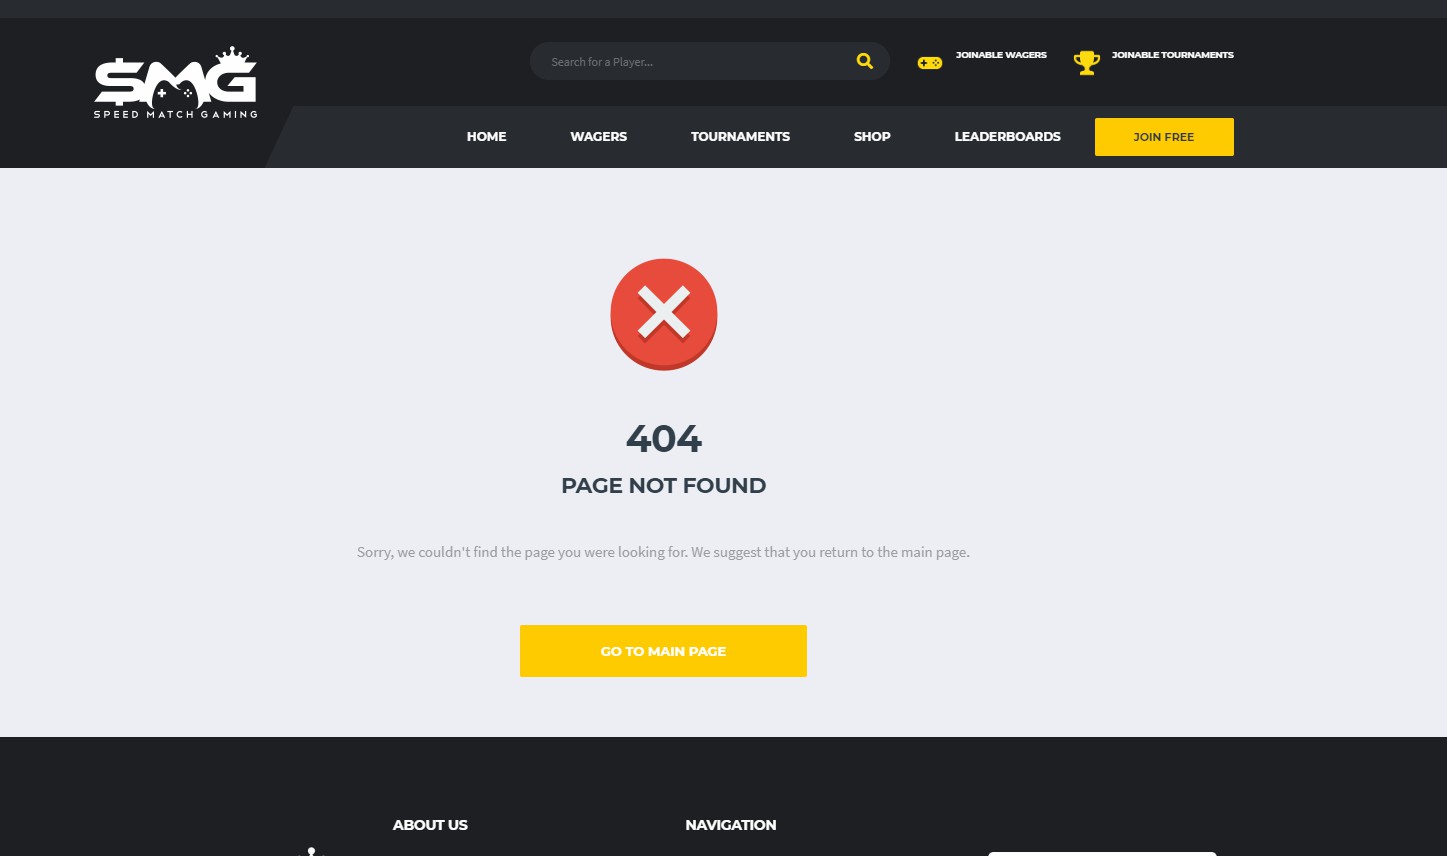 SMG
SPEED MATCH GAMING
Search for a Player...
JOINABLE WAGERS
JOINABLE TOURNAMENTS
HOME
WAGERS
TOURNAMENTS
SHOP
LEADERBOARDS
JOIN FREE
404
PAGE NOT FOUND
Sorry, we couldn't find the page you were looking for. We suggest that you return to the main page.
GO TO MAIN PAGE
ABOUT US
NAVIGATION